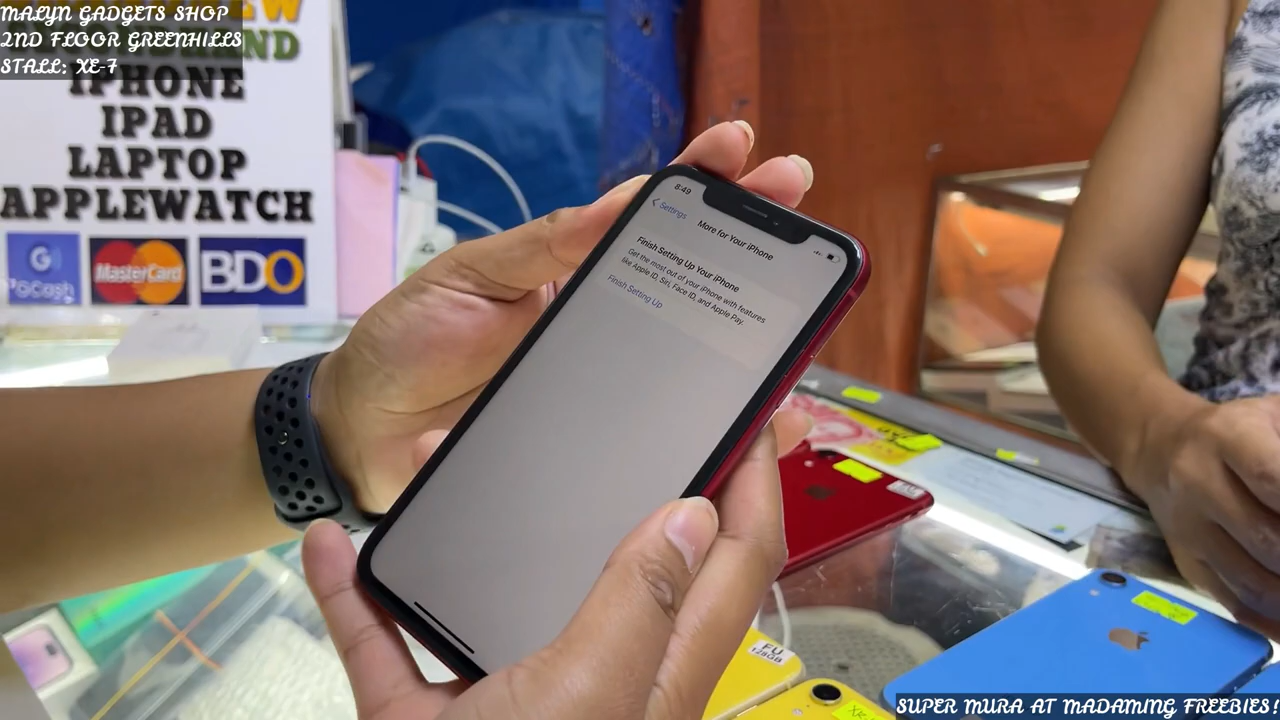 MALYN GADGETS SHOP
2ND FLOOR GREENHILLS
STALL: XE-7
IPHONE
IPAD
LAPTOP
APPLEWATCH
G
GCash
MasterCard
BDO
8:49
Settings
More for Your iPhone
Finish Setting Up Your iPhone
Get the most out of your iPhone with features
like Apple ID, Siri, Face ID, and Apple Pay.
Finish Setting Up
FU
128GB
SUPER MURA AT MADAMING FREEBIES!